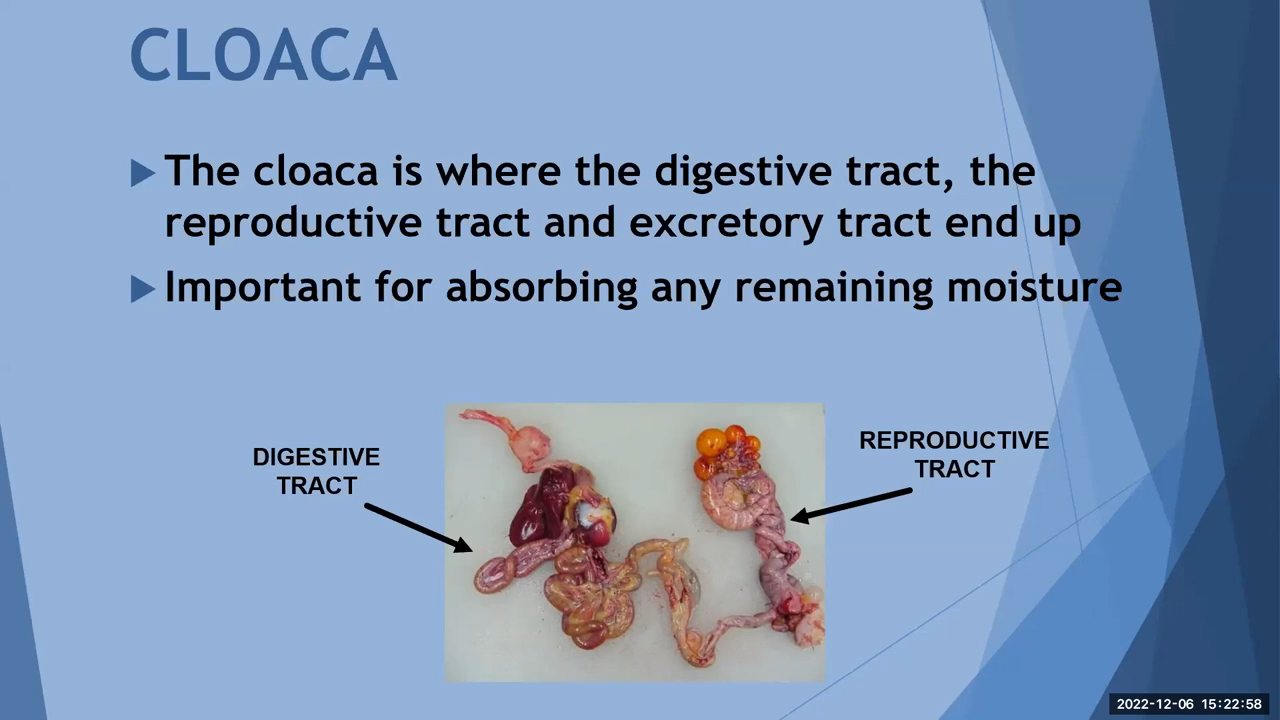 CLOACA
The cloaca is where the digestive tract, the
reproductive tract and excretory tract end up
Important for absorbing any remaining moisture
DIGESTIVE
TRACT
REPRODUCTIVE
TRACT
2022-12-06 15:22:58